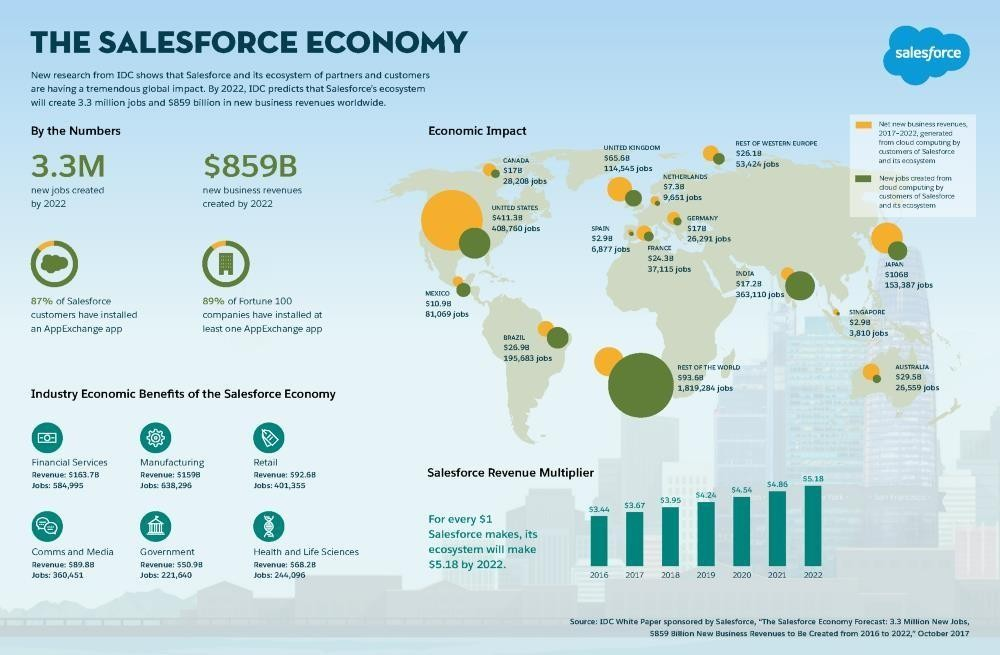 THE SALESFORCE ECONOMY
salesforce
New research from IDC shows that Salesforce and its ecosystem of partners and customers
are having a tremendous global impact. By 2022, IDC predicts that Salesforce's ecosystem
will create 3.3 million jobs and $859 billion in new business revenues worldwide.
By the Numbers
3.3M
new jobs created
by 2022
$859B
new business revenues
created by 2022
87% of Salesforce
customers have installed
an AppExchange app
89% of Fortune 100
companies have installed at
least one AppExchange app
Economic Impact
Net new business revenues,
2017–2022, generated
from cloud computing by
customers of Salesforce
and its ecosystem
New jobs created from
cloud computing by
customers of Salesforce
and its ecosystem
CANADA
$17B
28,208 jobs
UNITED STATES
$411.3B
408,760 jobs
MEXICO
$10.9B
81,069 jobs
BRAZIL
$26.9B
195,683 jobs
UNITED KINGDOM
$65.6B
114,545 jobs
REST OF WESTERN EUROPE
$26.1B
53,424 jobs
NETHERLANDS
$7.3B
9,651 jobs
GERMANY
$17B
26,291 jobs
SPAIN
$2.9B
6,877 jobs
FRANCE
$24.3B
37,115 jobs
INDIA
$17.2B
363,110 jobs
JAPAN
$106B
153,387 jobs
SINGAPORE
$2.9B
3,810 jobs
REST OF THE WORLD
$93.6B
1,819,284 jobs
AUSTRALIA
$29.5B
26,559 jobs
Industry Economic Benefits of the Salesforce Economy
Financial Services
Revenue: $163.7B
Jobs: 584,995
Manufacturing
Revenue: $159B
Jobs: 638,296
Retail
Revenue: $92.6B
Jobs: 401,355
Comms and Media
Revenue: $89.8B
Jobs: 360,451
Government
Revenue: $50.9B
Jobs: 221,640
Health and Life Sciences
Revenue: $68.2B
Jobs: 244,096
Salesforce Revenue Multiplier
For every $1
Salesforce makes, its
ecosystem will make
$5.18 by 2022.
$3.44
$3.67
$3.95
$4.24
$4.54
$4.86
$5.18
2016
2017
2018
2019
2020
2021
2022
Source: IDC White Paper sponsored by Salesforce, "The Salesforce Economy Forecast: 3.3 Million New Jobs,
$859 Billion New Business Revenues to Be Created from 2016 to 2022," October 2017